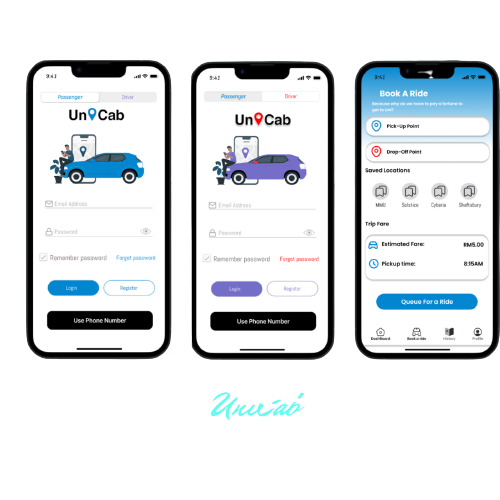 9:41
Passenger Driver
UniCab
Email Address
Password
Remember password Forgot password
Login Register
Use Phone Number
9:41
Passenger Driver
UniCab
Email Address
Password
Remember password Forgot password
Login Register
Use Phone Number
9:41
Book A Ride
Because why do we have to pay a fortune to
get to Uni?
Pick-Up Point
Drop-Off Point
Saved Locations
MMU Solstice Cyberia Shaftsbury
Trip Fare
Estimated Fare: RM5.00
Pickup time: 8:15AM
Queue For a Ride
Dashboard Book a ride History Profile
UniCab